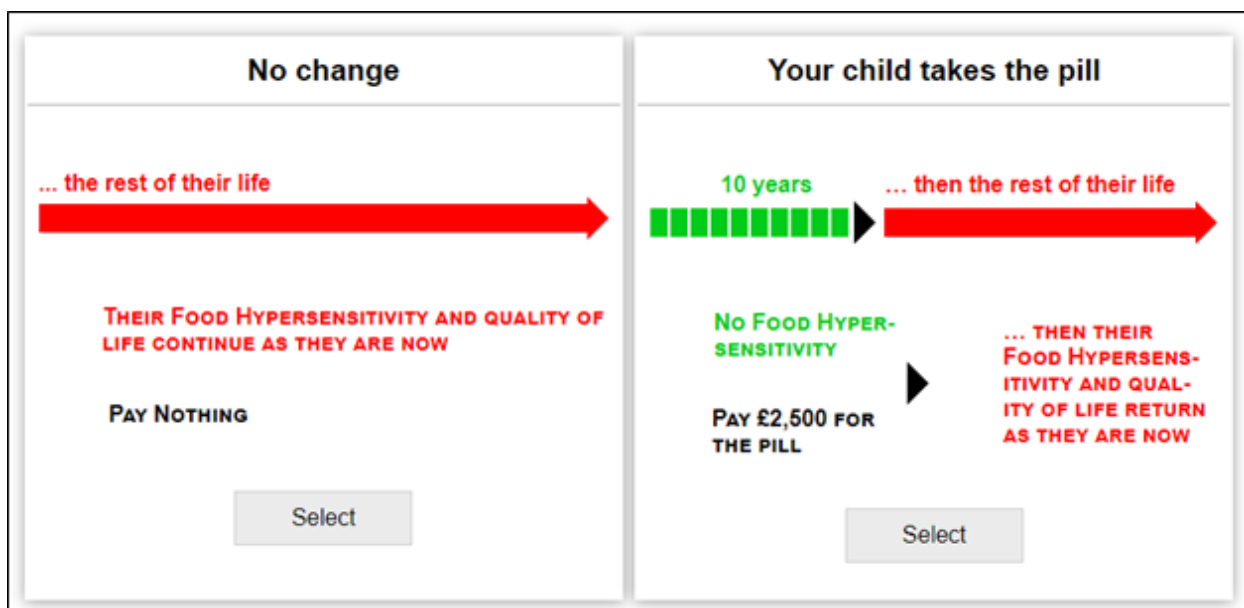 No change
... the rest of their life
THEIR FOOD HYPERSENSITIVITY AND QUALITY OF
LIFE CONTINUE AS THEY ARE NOW
PAY NOTHING
Select
Your child takes the pill
10 years
... then the rest of their life
NO FOOD HYPER-
SENSITIVITY
PAY £2,500 FOR
THE PILL
... THEN THEIR
FOOD HYPERSENS-
ITIVITY AND QUAL-
ITY OF LIFE RETURN
AS THEY ARE NOW
Select